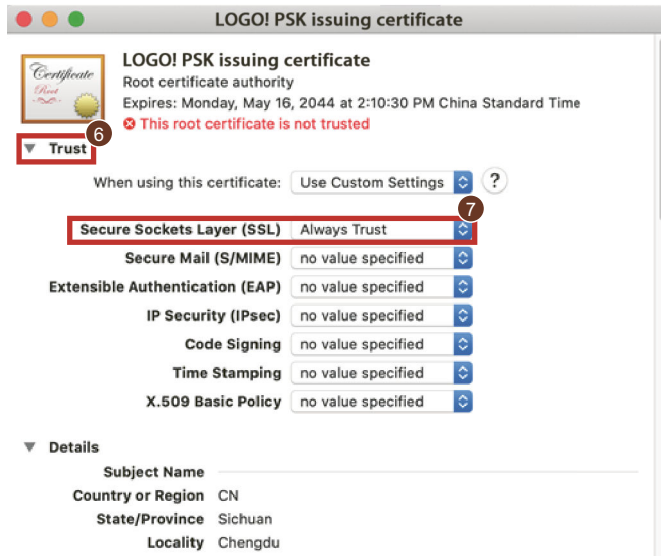 LOGO! PSK issuing certificate
Certificate
Root
LOGO! PSK issuing certificate
Root certificate authority
Expires: Monday, May 16, 2044 at 2:10:30 PM China Standard Time
This root certificate is not trusted
6
Trust
When using this certificate: Use Custom Settings ?
7
Secure Sockets Layer (SSL) Always Trust
Secure Mail (S/MIME) no value specified
Extensible Authentication (EAP) no value specified
IP Security (IPsec) no value specified
Code Signing no value specified
Time Stamping no value specified
X.509 Basic Policy no value specified
Details
Subject Name
Country or Region CN
State/Province Sichuan
Locality Chengdu